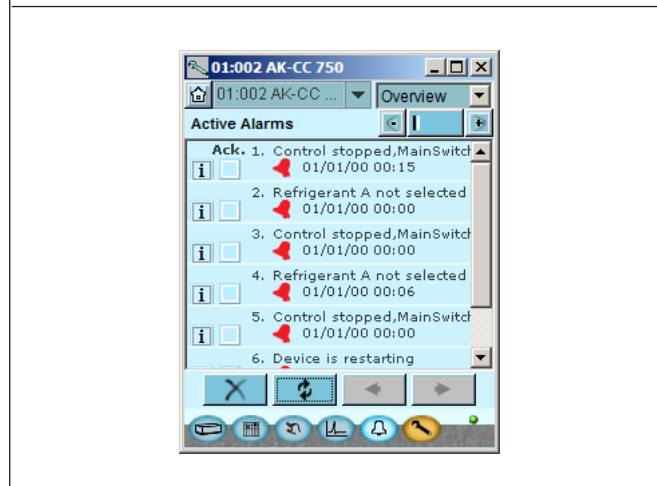 01:002 AK-CC 750
01:002 AK-CC ... Overview
Active Alarms
Ack. 1. Control stopped,MainSwitch
01/01/00 00:15
2. Refrigerant A not selected
01/01/00 00:00
3. Control stopped,MainSwitch
01/01/00 00:00
4. Refrigerant A not selected
01/01/00 00:06
5. Control stopped,MainSwitch
01/01/00 00:00
6. Device is restarting